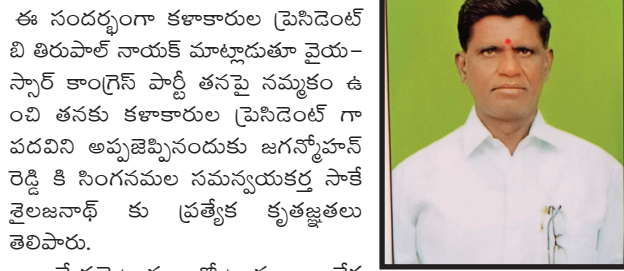 ఈ సందర్భంగా కళాకారుల ప్రెసిడెంట్
బి తిరుపాల్ నాయక్ మాట్లాడుతూ వైయ-
స్సార్ కాంగ్రెస్ పార్టీ తనపై నమ్మకం ఉ
ంచి తనకు కళాకారుల ప్రెసిడెంట్ గా
పదవిని అప్పజెప్పినందుకు జగన్మోహన్
రెడ్డి కి సింగనమల సమన్వయకర్త సాకే
శైలజనాథ్ కు ప్రత్యేక కృతజ్ఞతలు
తెలిపారు.